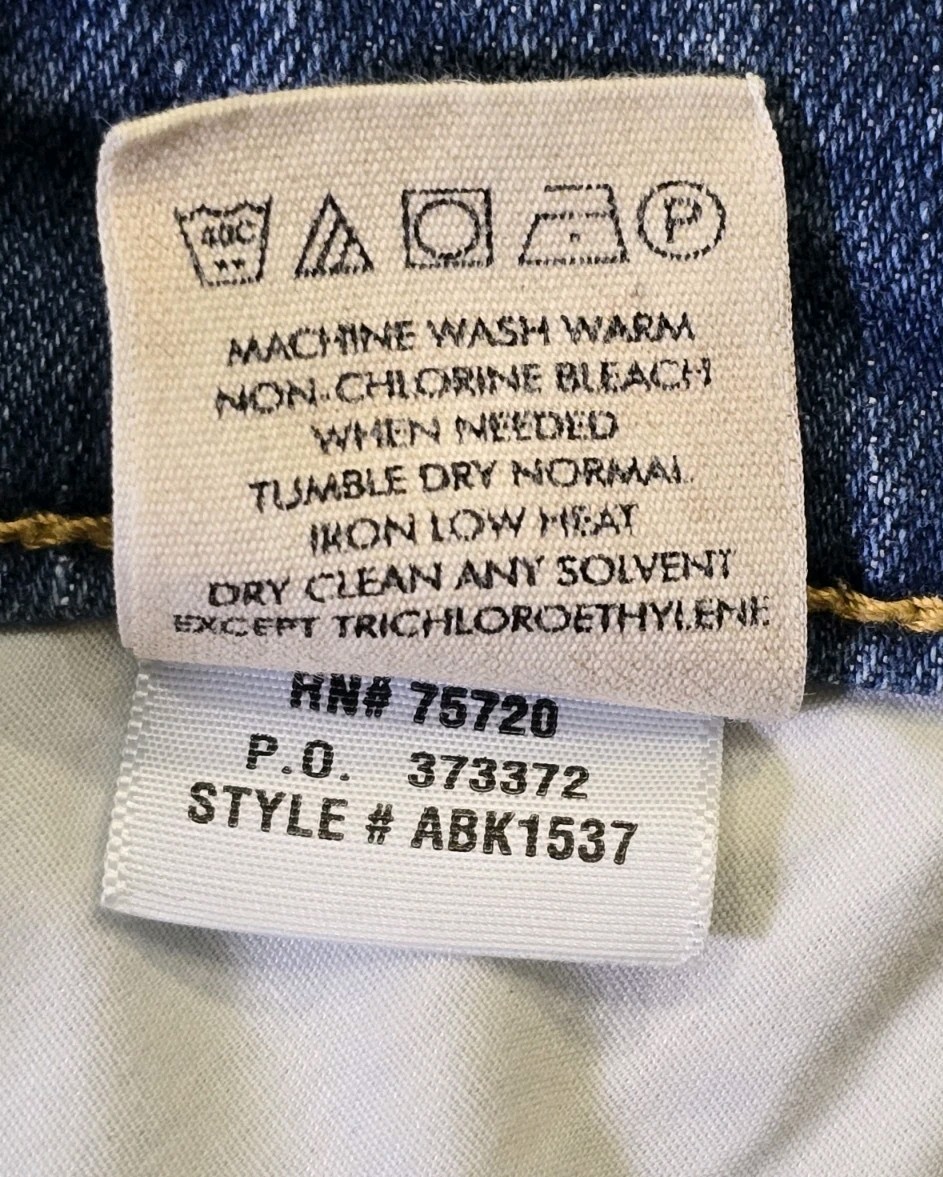 40C
P
MACHINE WASH WARM
NON-CHLORINE BLEACH
WHEN NEEDED
TUMBLE DRY NORMAL
IRON LOW HEAT
DRY CLEAN ANY SOLVENT
EXCEPT TRICHLOROETHYLENE
RN# 75720
P.O. 373372
STYLE # ABK1537